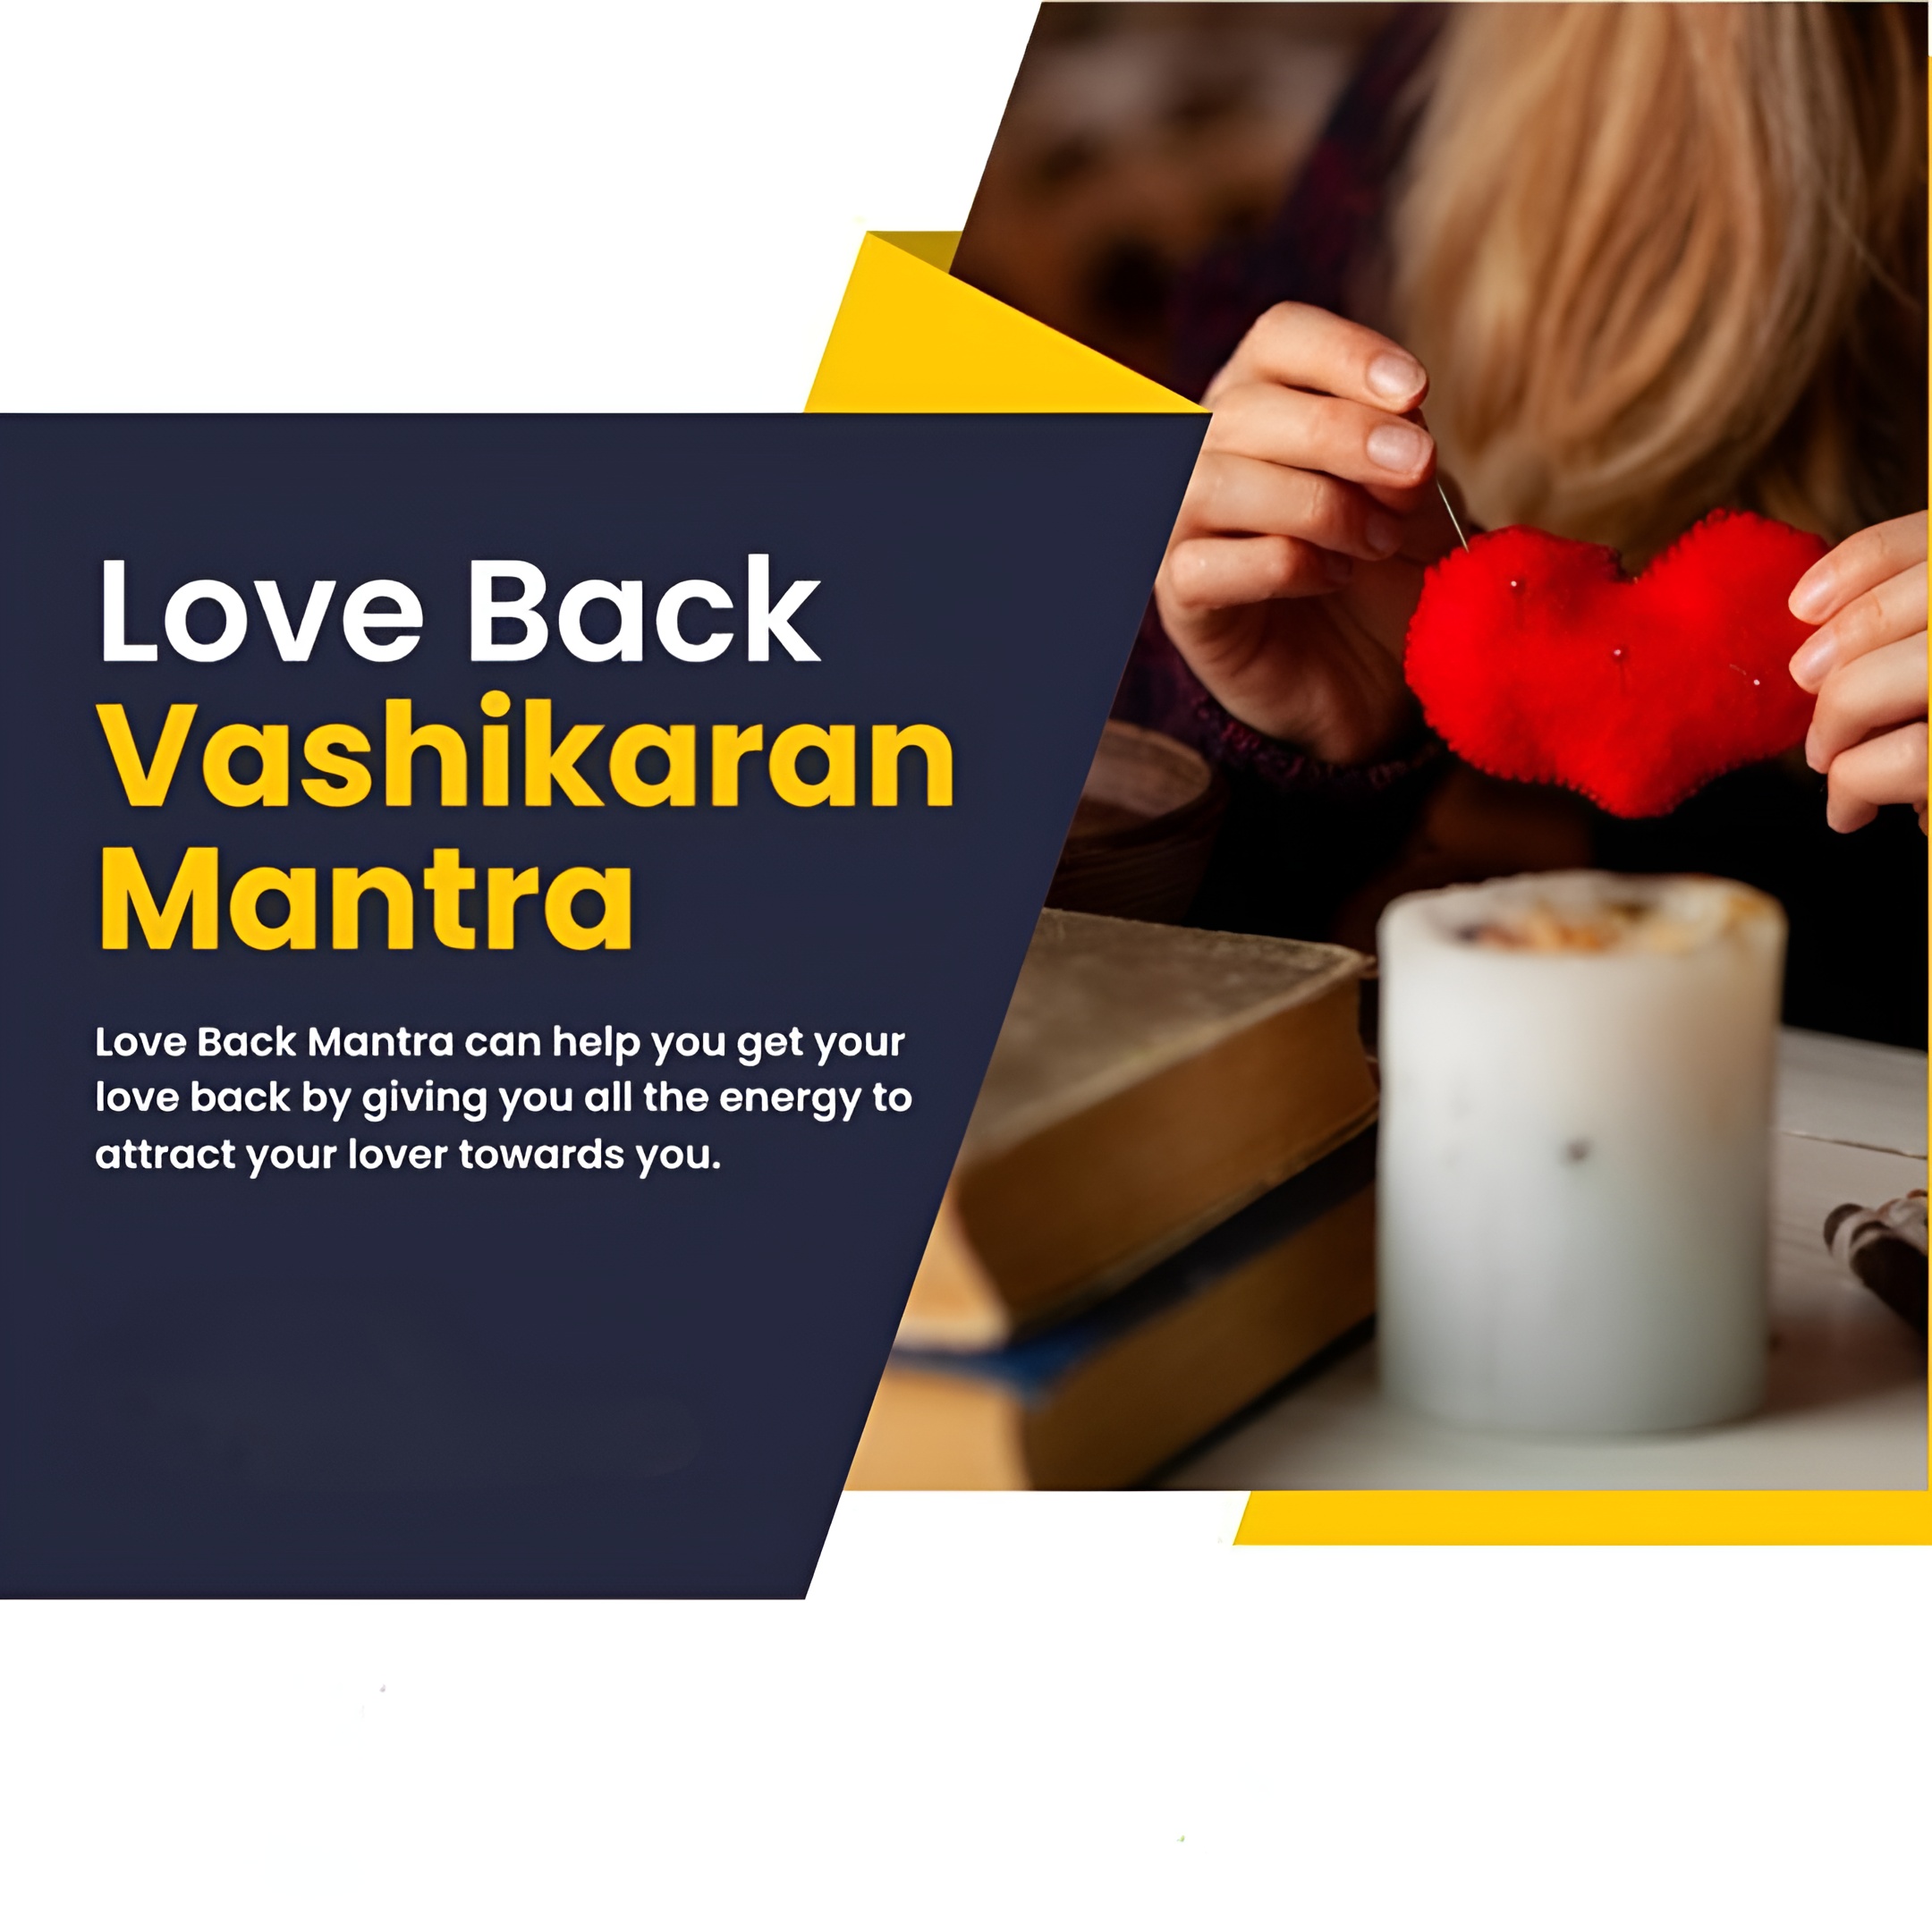 Love Back
Vashikaran
Mantra
Love Back Mantra can help you get your
love back by giving you all the energy to
attract your lover towards you.